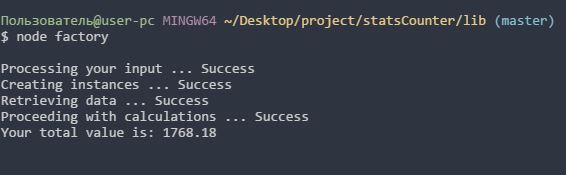 Пользователь@user-pc MINGW64 ~/Desktop/project/statsCounter/lib (master)
$ node factory
Processing your input ... Success
Creating instances ... Success
Retrieving data ... Success
Proceeding with calculations ... Success
Your total value is: 1768.18